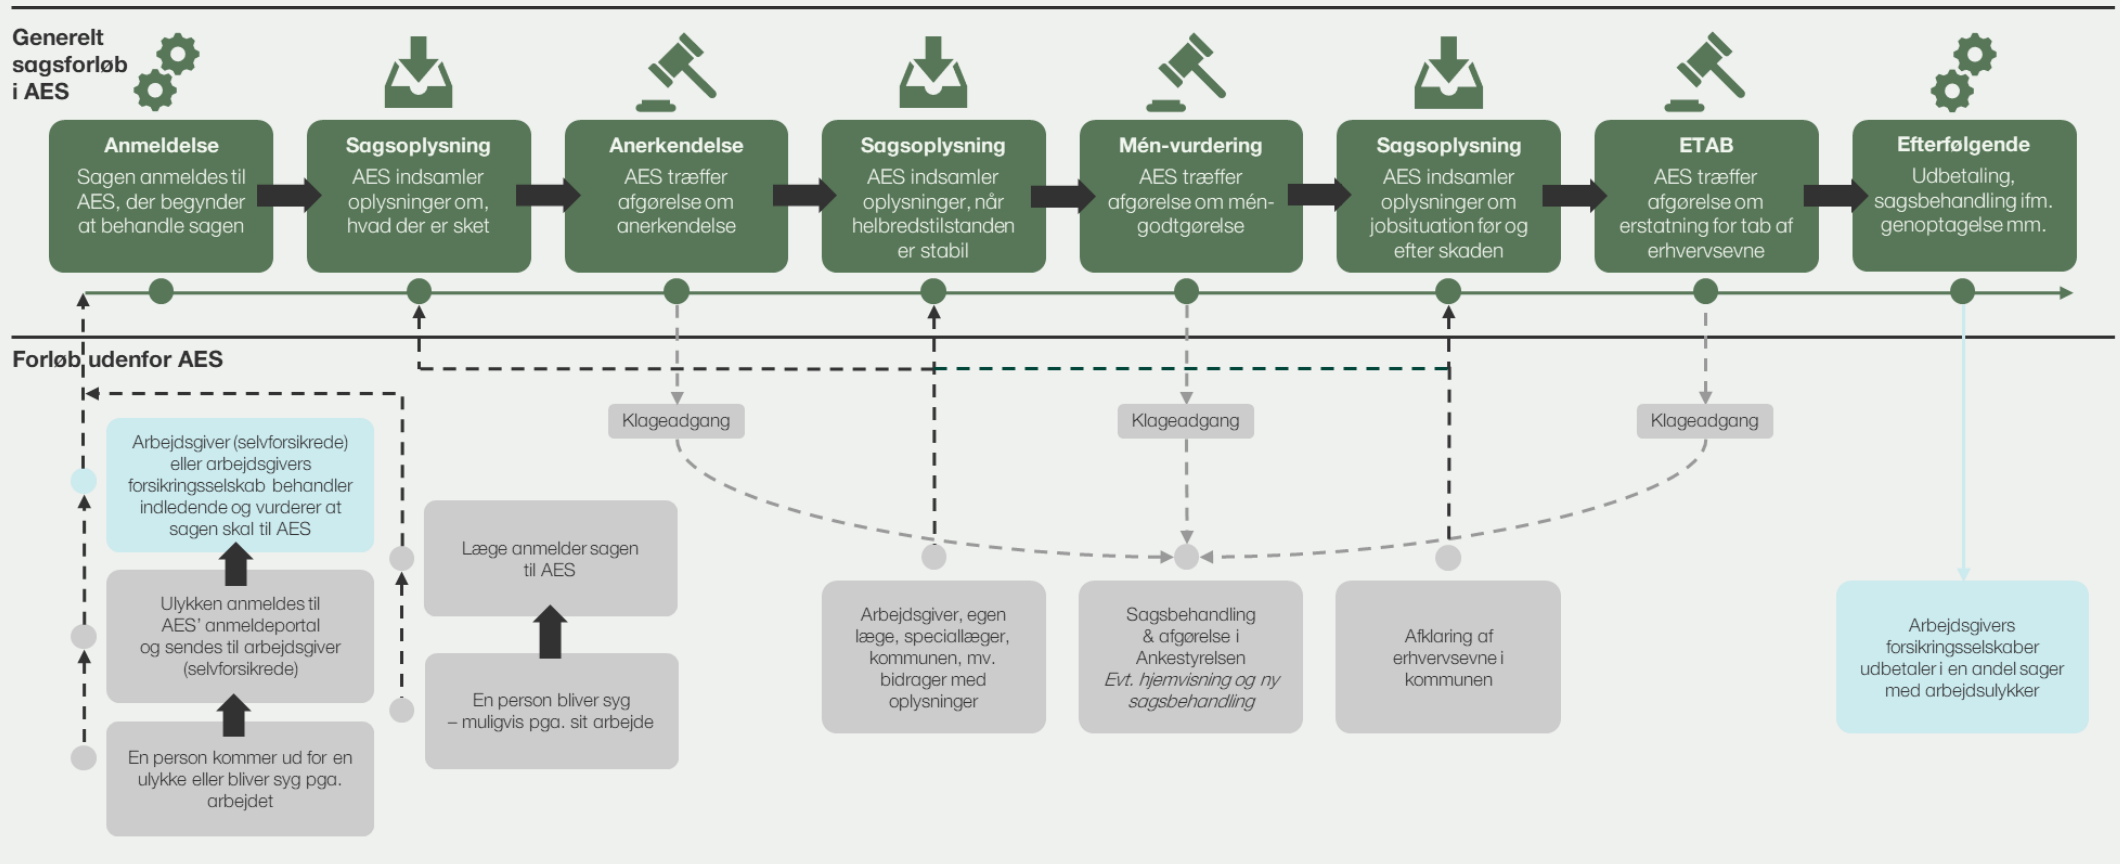 Generelt
sagsforløb
i AES
Anmeldelse
Sagen anmeldes til
AES, der begynder
at behandle sagen
Sagsoplysning
AES indsamler
oplysninger om,
hvad der er sket
Anerkendelse
AES træffer
afgørelse om
anerkendelse
Sagsoplysning
AES indsamler
oplysninger, når
helbredstilstanden
er stabil
Mén-vurdering
AES træffer
afgørelse om mén-
godtgørelse
Sagsoplysning
AES indsamler
oplysninger om
jobsituation før og
efter skaden
ETAB
AES træffer
afgørelse om
erstatning for tab af
erhvervsevne
Efterfølgende
Udbetaling,
sagsbehandling ifm.
genoptagelse mm.
Forløb udenfor AES
Klageadgang
Klageadgang
Klageadgang
Arbejdsgiver (selvforsikrede)
eller arbejdsgivers
forsikringsselskab behandler
indledende og vurderer at
sagen skal til AES
Ulykken anmeldes til
AES' anmeldeportal
og sendes til arbejdsgiver
(selvforsikrede)
En person kommer ud for en
ulykke eller bliver syg pga.
arbejdet
Læge anmelder sagen
til AES
En person bliver syg
– muligvis pga. sit arbejde
Arbejdsgiver, egen
læge, speciallæger,
kommunen, mv.
bidrager med
oplysninger
Sagsbehandling
& afgørelse i
Ankestyrelsen
Evt. hjemvisning og ny
sagsbehandling
Afklaring af
erhvervsevne i
kommunen
Arbejdsgivers
forsikringsselskaber
udbetaler i en andel sager
med arbejdsulykker